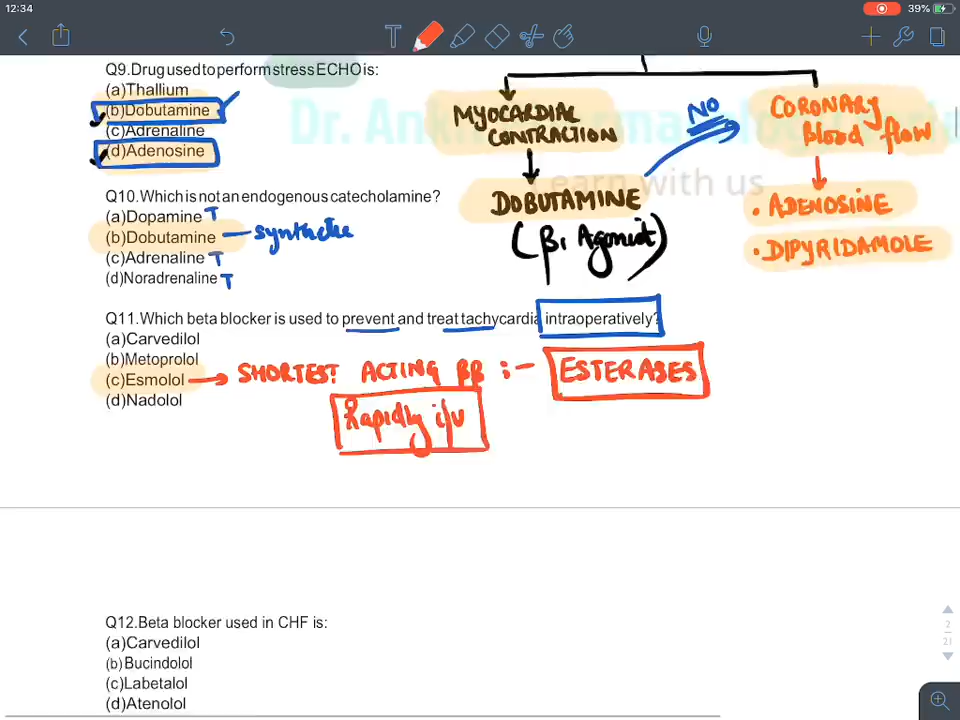 12:34
39%
Q9.Drug used to perform stress ECHO is:
(a)Thallium
(b)Dobutamine
(c)Adrenaline
(d)Adenosine
Q10.Which is not an endogenous catecholamine?
(a)Dopamine T
(b)Dobutamine – synthetic
(c)Adrenaline T
(d)Noradrenaline T
Q11.Which beta blocker is used to prevent and treat tachycardia intraoperatively?
(a)Carvedilol
(b)Metoprolol
(c)Esmolol → SHORTEST ACTING BB :- ESTERASES
Rapidly i/v
(d)Nadolol
MYOCARDIAL
CONTRACTION
DOBUTAMINE
(β1 Agonist)
NO
CORONARY
Blood flow
• ADENOSINE
• DIPYRIDAMOLE
Learn with us
Q12.Beta blocker used in CHF is:
(a)Carvedilol
(b)Bucindolol
(c)Labetalol
(d)Atenolol
2
21